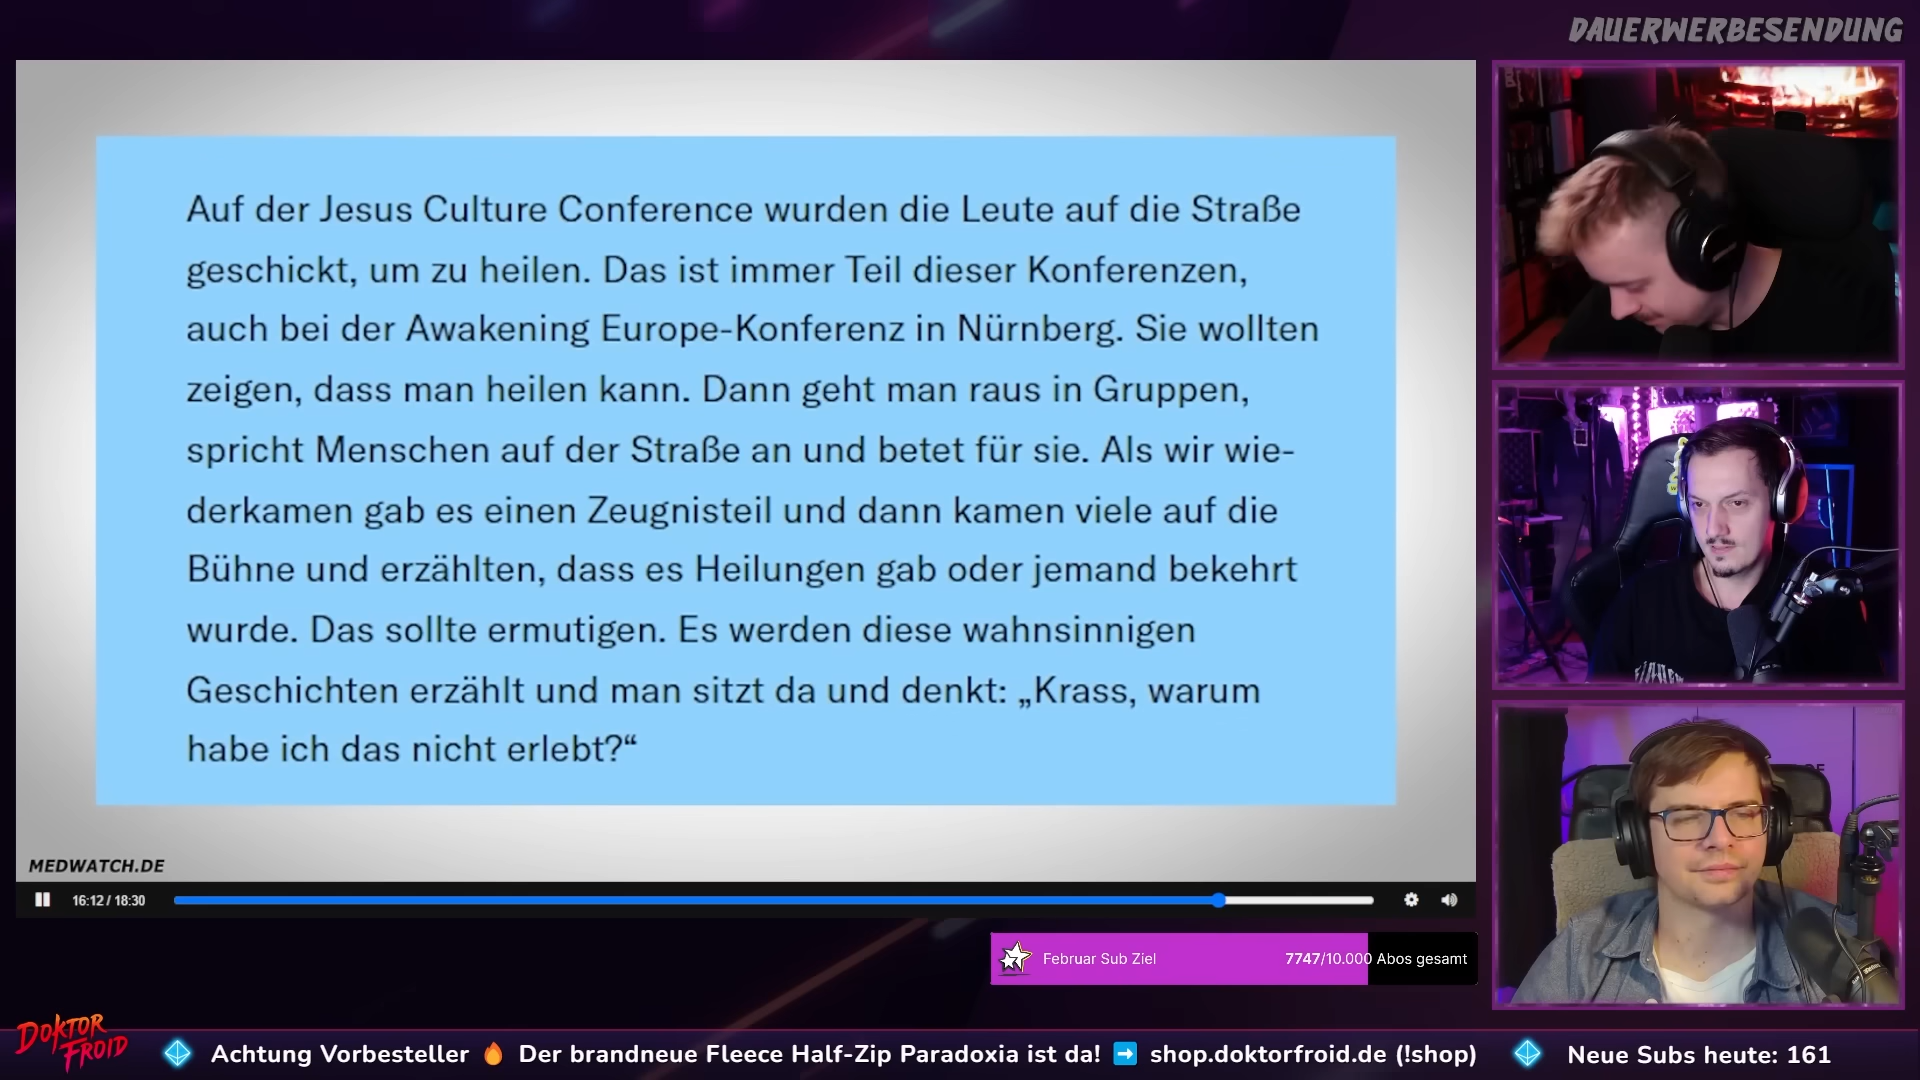 DAUERWERBESENDUNG
Auf der Jesus Culture Conference wurden die Leute auf die Straße
geschickt, um zu heilen. Das ist immer Teil dieser Konferenzen,
auch bei der Awakening Europe-Konferenz in Nürnberg. Sie wollten
zeigen, dass man heilen kann. Dann geht man raus in Gruppen,
spricht Menschen auf der Straße an und betet für sie. Als wir wie-
derkamen gab es einen Zeugnisteil und dann kamen viele auf die
Bühne und erzählten, dass es Heilungen gab oder jemand bekehrt
wurde. Das sollte ermutigen. Es werden diese wahnsinnigen
Geschichten erzählt und man sitzt da und denkt: „Krass, warum
habe ich das nicht erlebt?“
MEDWATCH.DE
16:12 / 18:30
Februar Sub Ziel 7747/10.000 Abos gesamt
DOKTOR
FROID
Achtung Vorbesteller 🔥 Der brandneue Fleece Half-Zip Paradoxia ist da! ➡️ shop.doktorfroid.de (!shop) Neue Subs heute: 161